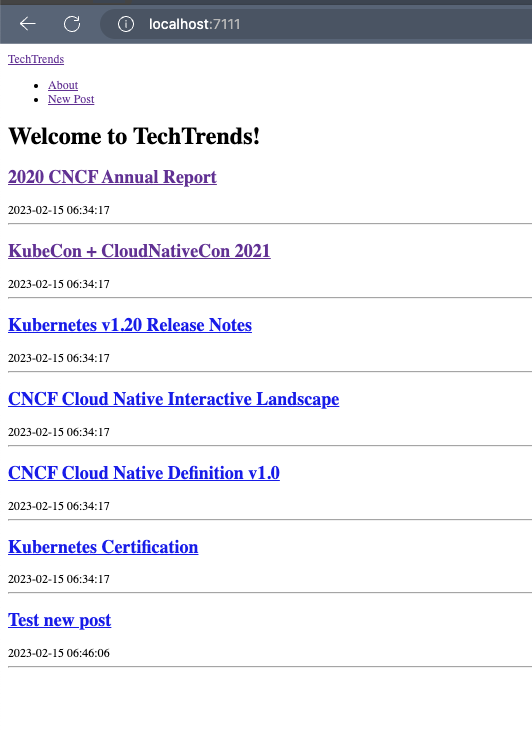 localhost:7111
TechTrends
About
New Post
Welcome to TechTrends!
2020 CNCF Annual Report
2023-02-15 06:34:17
KubeCon + CloudNativeCon 2021
2023-02-15 06:34:17
Kubernetes v1.20 Release Notes
2023-02-15 06:34:17
CNCF Cloud Native Interactive Landscape
2023-02-15 06:34:17
CNCF Cloud Native Definition v1.0
2023-02-15 06:34:17
Kubernetes Certification
2023-02-15 06:34:17
Test new post
2023-02-15 06:46:06